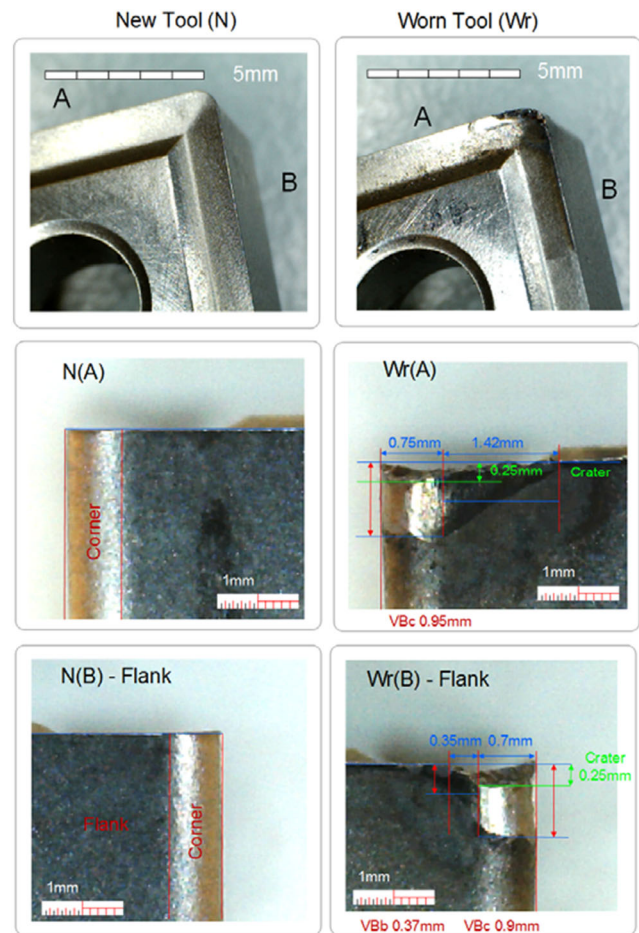 New Tool (N)
Worn Tool (Wr)
5mm
A
B
5mm
A
B
N(A)
Corner
1mm
Wr(A)
0.75mm
1.42mm
0.25mm
Crater
1mm
VBc 0.95mm
N(B) - Flank
Flank
Corner
1mm
Wr(B) - Flank
0.35mm
0.7mm
Crater
0.25mm
1mm
VBb 0.37mm
VBc 0.9mm